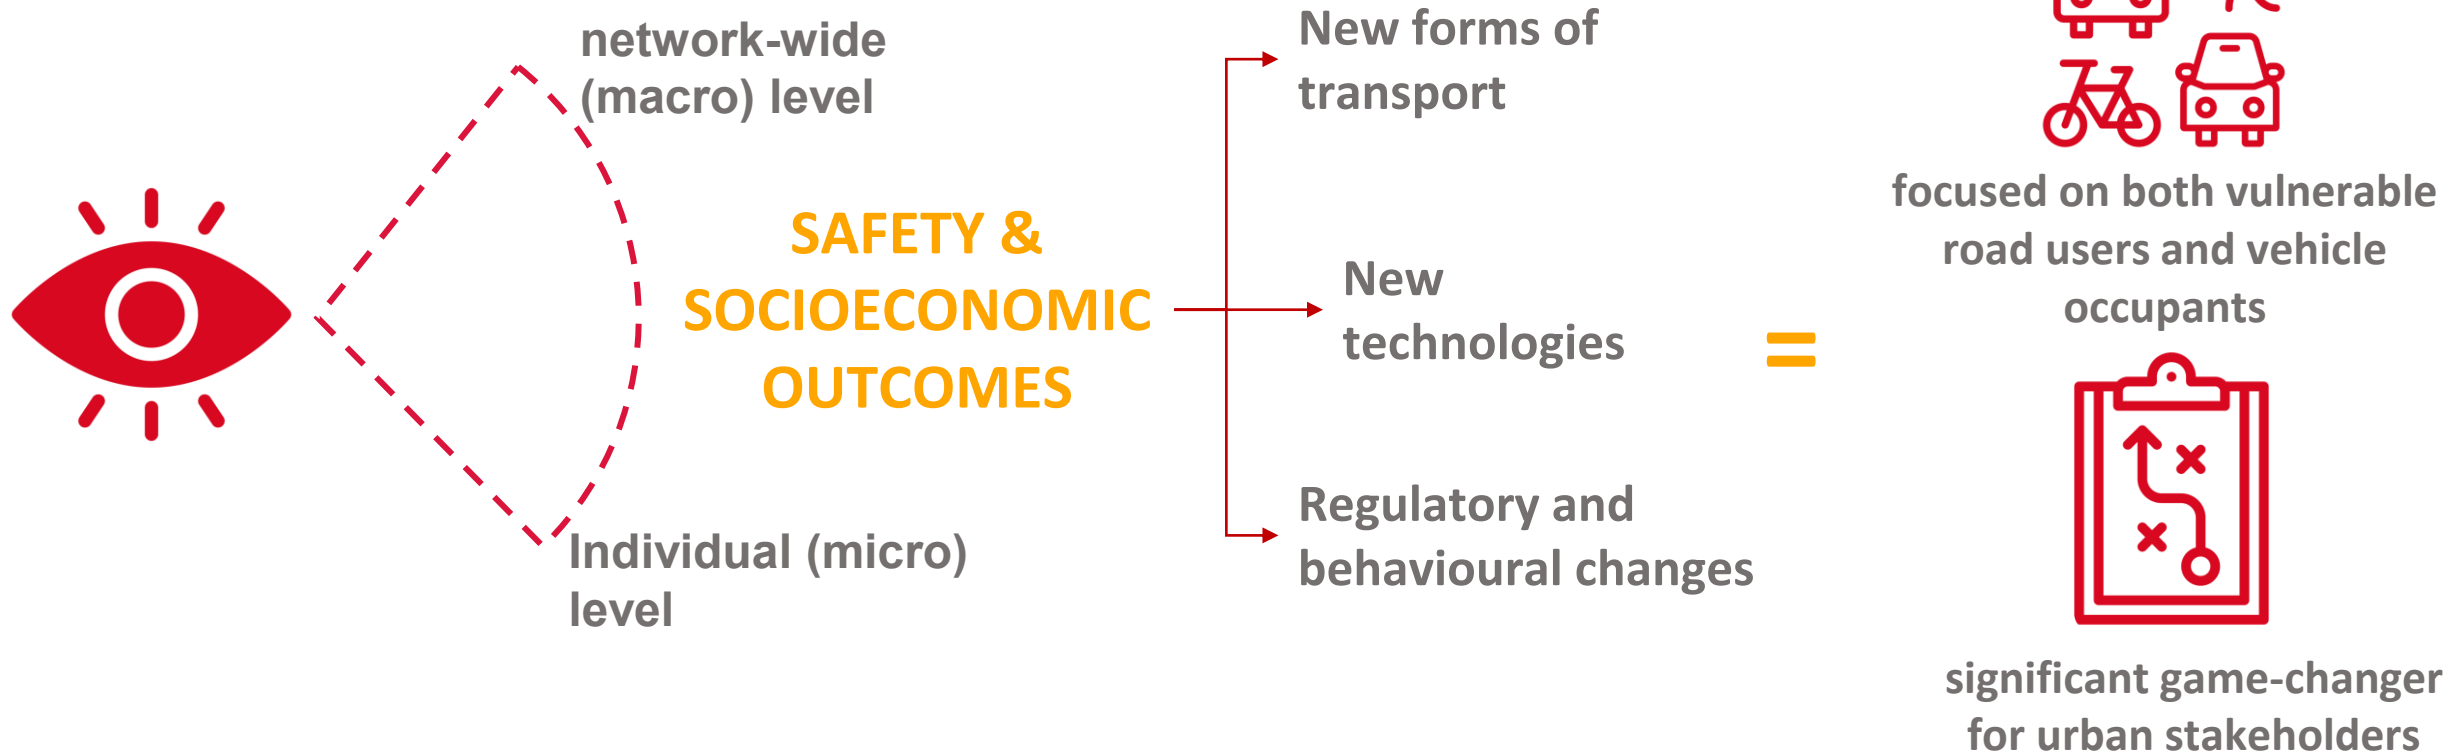 network-wide
(macro) level
Individual (micro)
level
SAFETY &
SOCIOECONOMIC
OUTCOMES
New forms of
transport
New
technologies
Regulatory and
behavioural changes
=
focused on both vulnerable
road users and vehicle
occupants
significant game-changer
for urban stakeholders